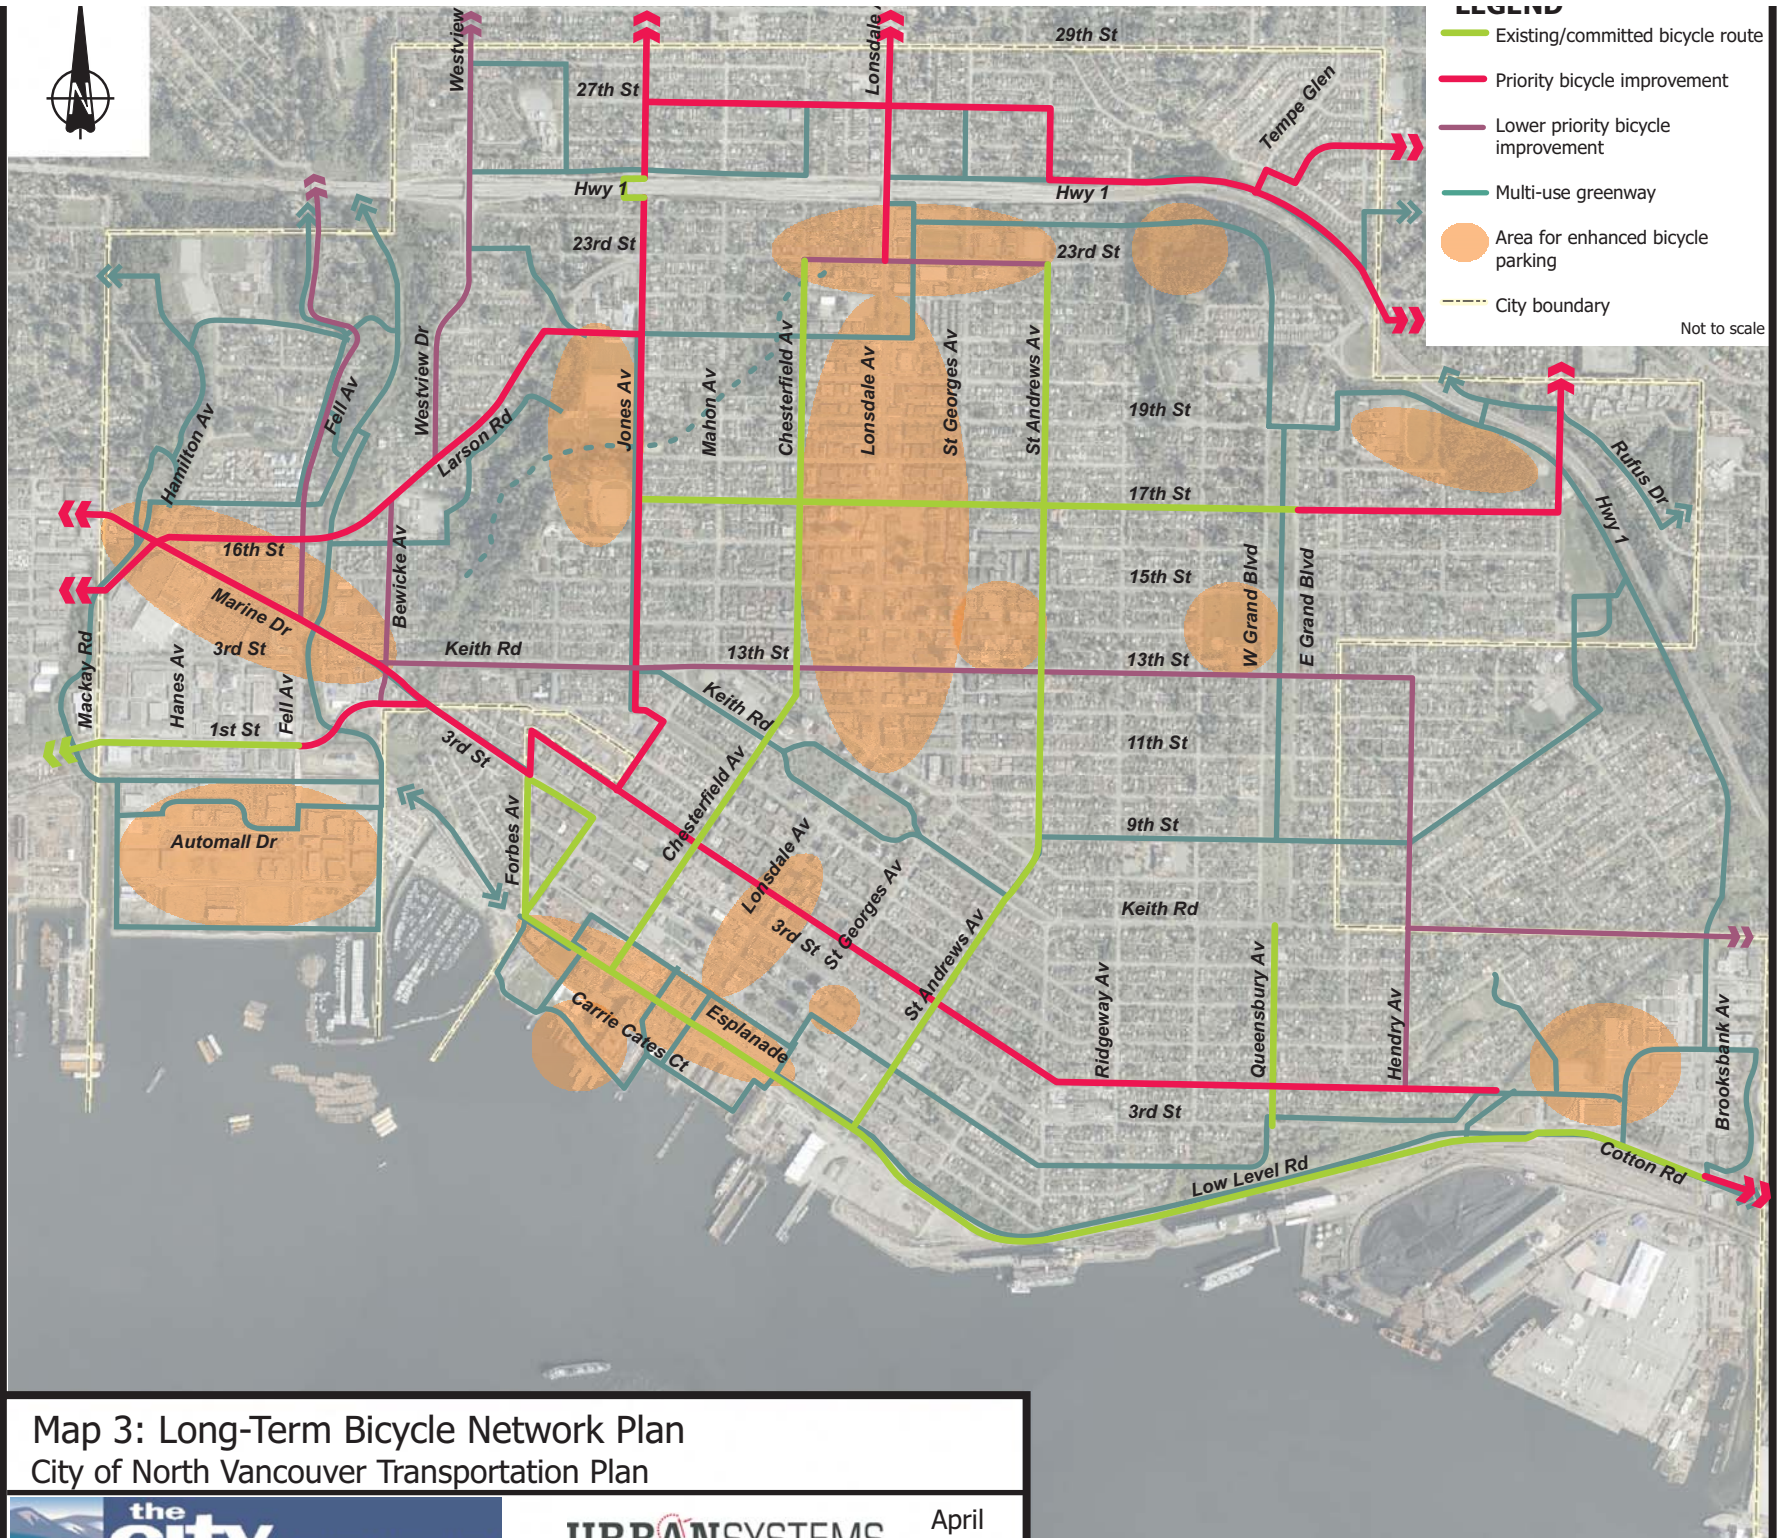 LEGEND
Existing/committed bicycle route
Priority bicycle improvement
Lower priority bicycle
improvement
Multi-use greenway
Area for enhanced bicycle
parking
City boundary
Not to scale
29th St
Westview
Lonsdale
27th St
Tempe Glen
Hwy 1
Hwy 1
23rd St
23rd St
Westview Dr
Fell Av
Hamilton Av
Larson Rd
Jones Av
Mahon Av
Chesterfield Av
Lonsdale Av
St Georges Av
St Andrews Av
19th St
17th St
Rufus Dr
Hwy 1
16th St
Bewicke Av
15th St
W Grand Blvd
E Grand Blvd
Marine Dr
3rd St
Keith Rd
13th St
13th St
Mackay Rd
Hanes Av
Fell Av
1st St
3rd St
Keith Rd
11th St
Automall Dr
Forbes Av
Chesterfield Av
Lonsdale Av
9th St
3rd St
St Georges Av
St Andrews Av
Keith Rd
Ridgeway Av
Queensbury Av
Hendry Av
Brooksbank Av
Carrie Cates Ct
Esplanade
3rd St
Low Level Rd
Cotton Rd
Map 3: Long-Term Bicycle Network Plan
City of North Vancouver Transportation Plan
the
city
URBANSYSTEMS
April